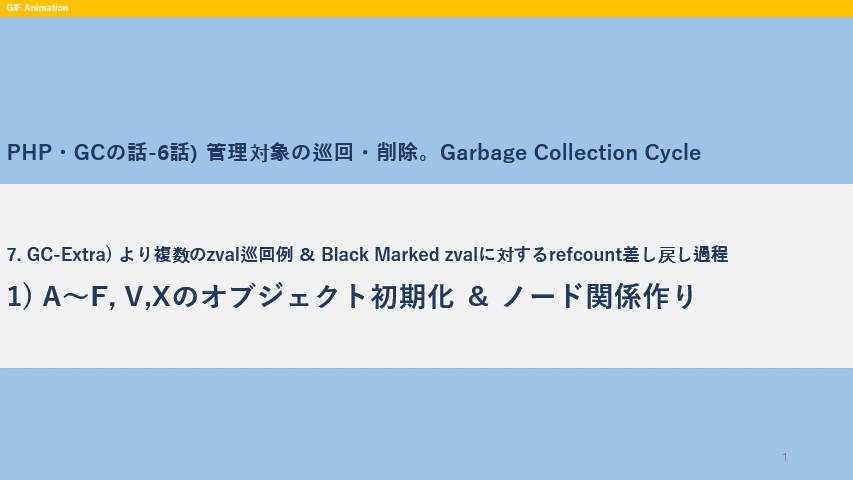 GIF Animation
PHP・GCの話-6話) 管理対象の巡回・削除。Garbage Collection Cycle
7. GC-Extra) より複数のzval巡回例 & Black Marked zvalに対するrefcount差し戻し過程
1) A～F, V,Xのオブジェクト初期化 & ノード関係作り
1